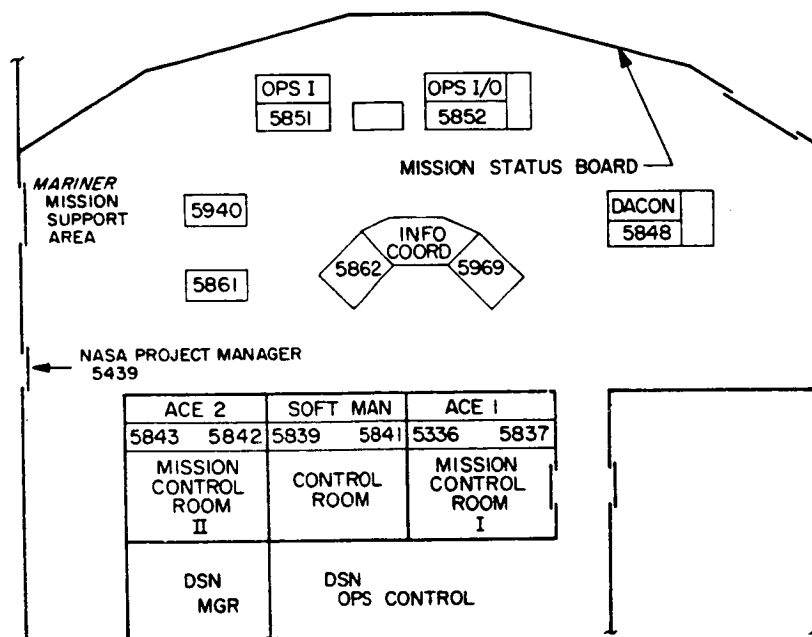 OPS I
5851
OPS I/O
5852
MISSION STATUS BOARD
MARINER
MISSION
SUPPORT
AREA
5940
5861
INFO
COORD
5862
5969
DACON
5848
NASA PROJECT MANAGER
5439
ACE 2
SOFT MAN
ACE I
5843 5842
5839 5841
5336 5837
MISSION
CONTROL
ROOM
II
CONTROL
ROOM
MISSION
CONTROL
ROOM
I
DSN
MGR
DSN
OPS CONTROL